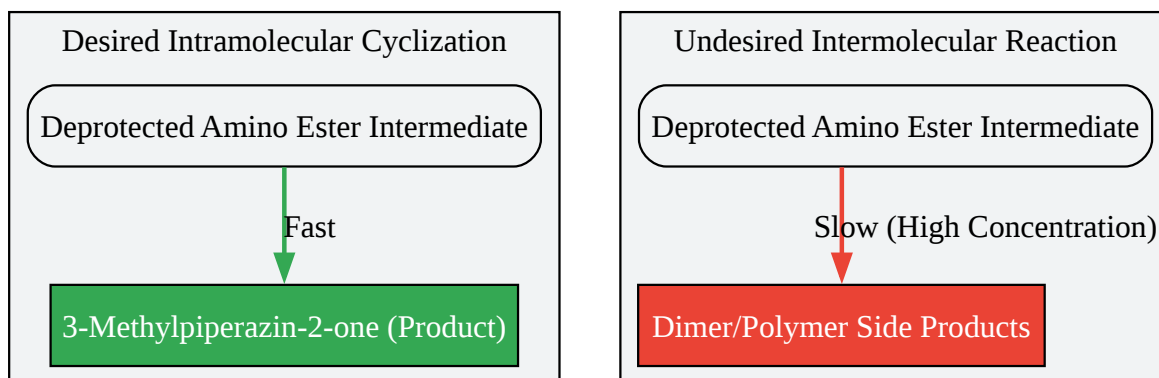 Desired Intramolecular Cyclization
Deprotected Amino Ester Intermediate
Fast
3-Methylpiperazin-2-one (Product)
Undesired Intermolecular Reaction
Deprotected Amino Ester Intermediate
Slow (High Concentration)
Dimer/Polymer Side Products